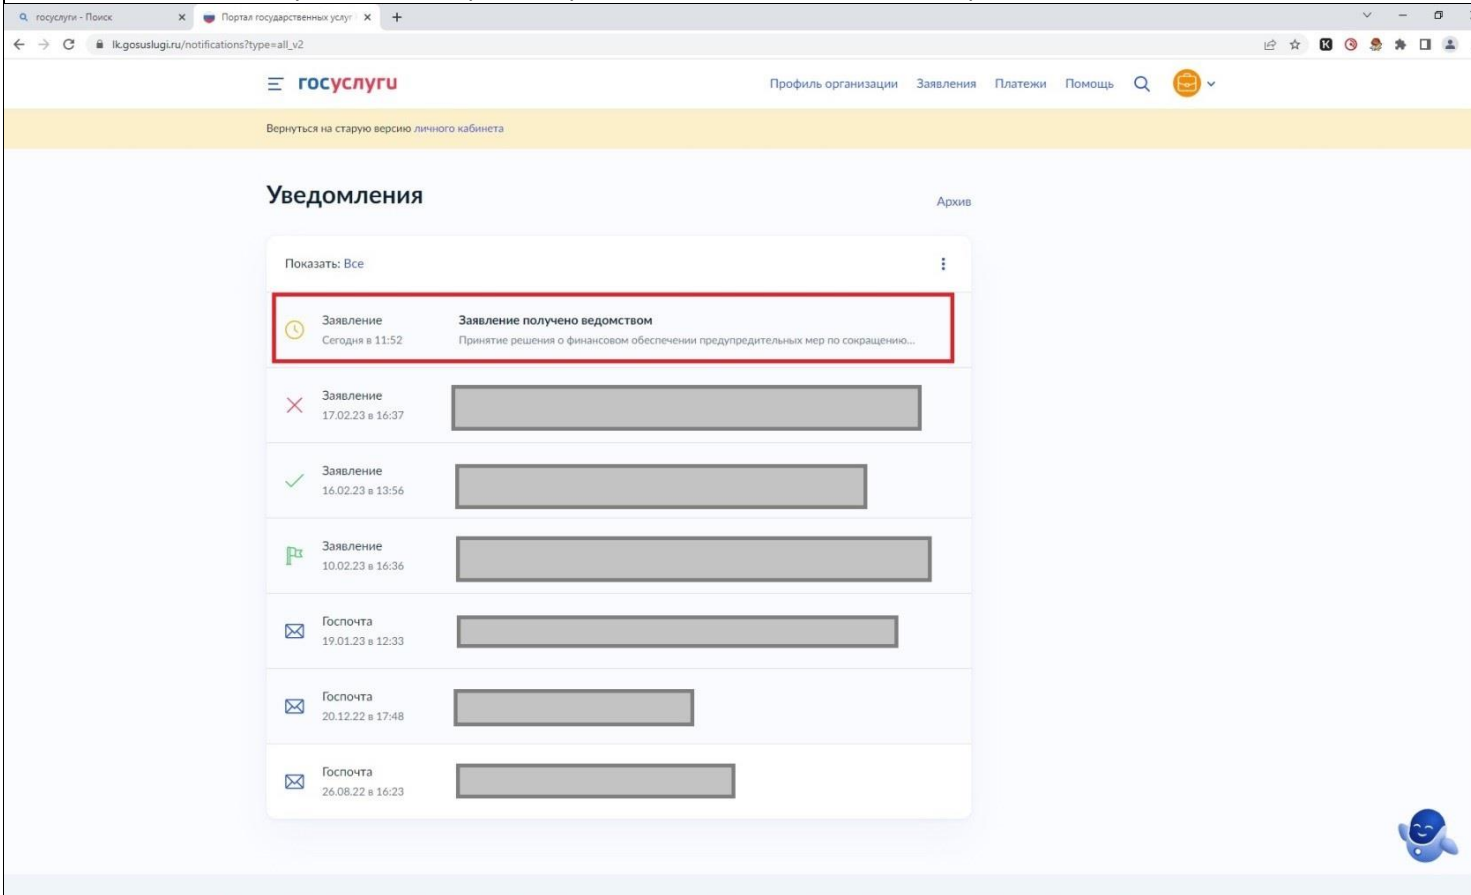 госуслуги - Поиск
Портал государственных услуг
lk.gosuslugi.ru/notifications?type=all_v2
госуслуги
Профиль организации Заявления Платежи Помощь
Вернуться на старую версию личного кабинета
Уведомления
Архив
Показать: Все
Заявление
Сегодня в 11:52
Заявление получено ведомством
Принятие решения о финансовом обеспечении предупредительных мер по сокращению...
Заявление
17.02.23 в 16:37
Заявление
16.02.23 в 13:56
Заявление
10.02.23 в 16:36
Госпочта
19.01.23 в 12:33
Госпочта
20.12.22 в 17:48
Госпочта
26.08.22 в 16:23